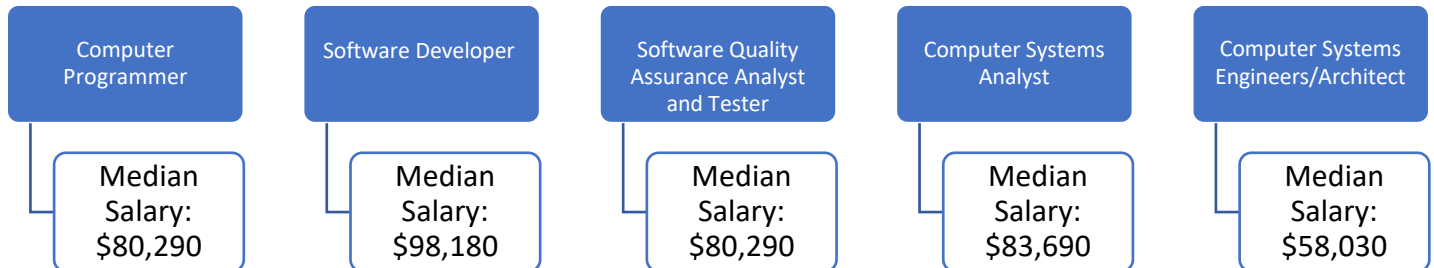 Computer
Programmer
Median
Salary:
$80,290
Software Developer
Median
Salary:
$98,180
Software Quality
Assurance Analyst
and Tester
Median
Salary:
$80,290
Computer Systems
Analyst
Median
Salary:
$83,690
Computer Systems
Engineers/Architect
Median
Salary:
$58,030